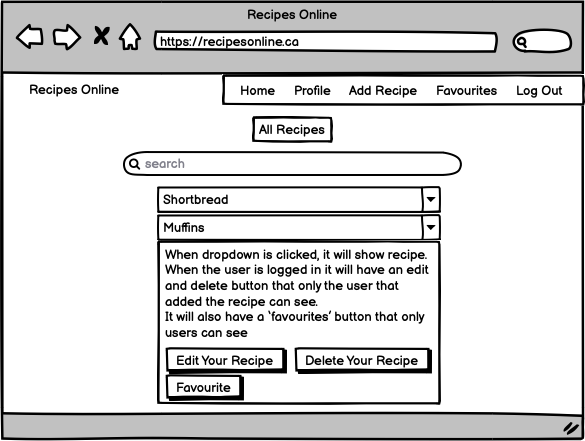 Recipes Online
https://recipesonline.ca
Recipes Online
Home Profile Add Recipe Favourites Log Out
All Recipes
search
Shortbread
Muffins
When dropdown is clicked, it will show recipe.
When the user is logged in it will have an edit
and delete button that only the user that
added the recipe can see.
It will also have a 'favourites' button that only
users can see
Edit Your Recipe Delete Your Recipe
Favourite